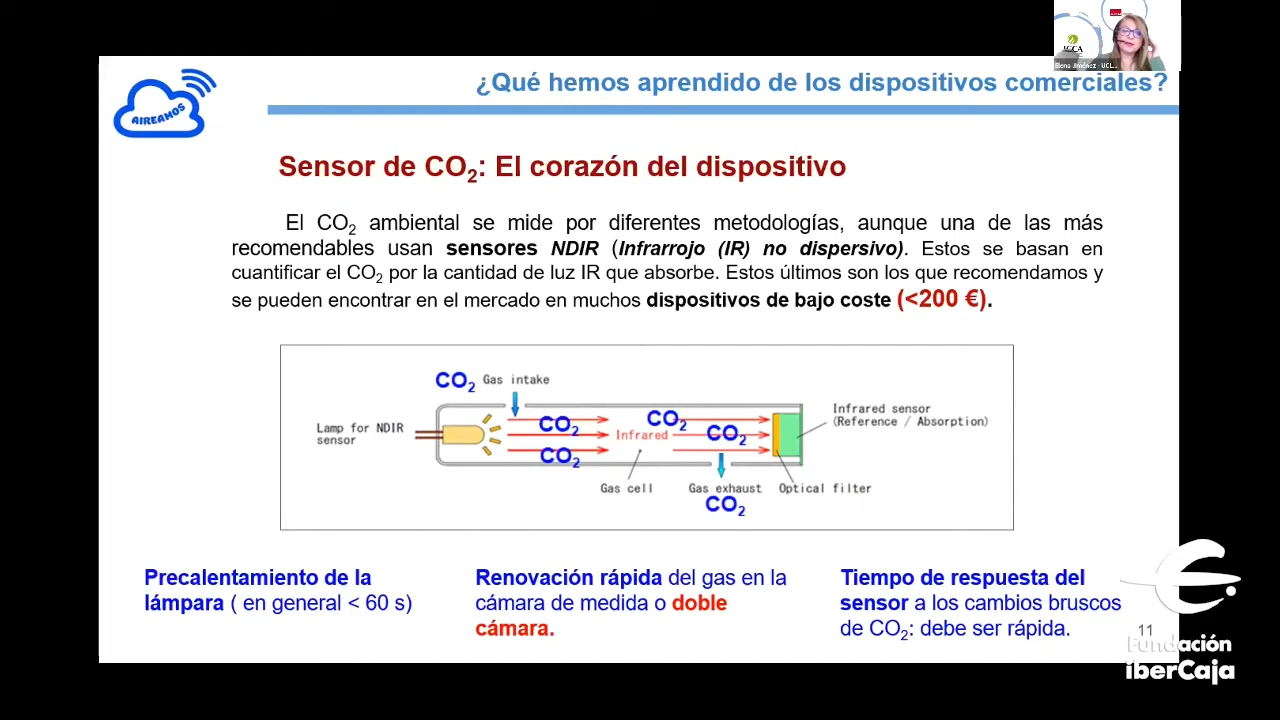 ¿Qué hemos aprendido de los dispositivos comerciales?
AIREAMOS
Elena Jiménez - UCL...
Sensor de CO₂: El corazón del dispositivo
El CO₂ ambiental se mide por diferentes metodologías, aunque una de las más
recomendables usan sensores NDIR (Infrarrojo (IR) no dispersivo). Estos se basan en
cuantificar el CO₂ por la cantidad de luz IR que absorbe. Estos últimos son los que recomendamos y
se pueden encontrar en el mercado en muchos dispositivos de bajo coste (<200 €).
CO₂ Gas intake
Lamp for NDIR
sensor
CO₂
CO₂
Infrared
CO₂
CO₂
Infrared sensor
(Reference / Absorption)
Gas cell
Gas exhaust
CO₂
Optical filter
Precalentamiento de la
lámpara ( en general < 60 s)
Renovación rápida del gas en la
cámara de medida o doble
cámara.
Tiempo de respuesta del
sensor a los cambios bruscos
de CO₂: debe ser rápida.
11
Fundación
iberCaja